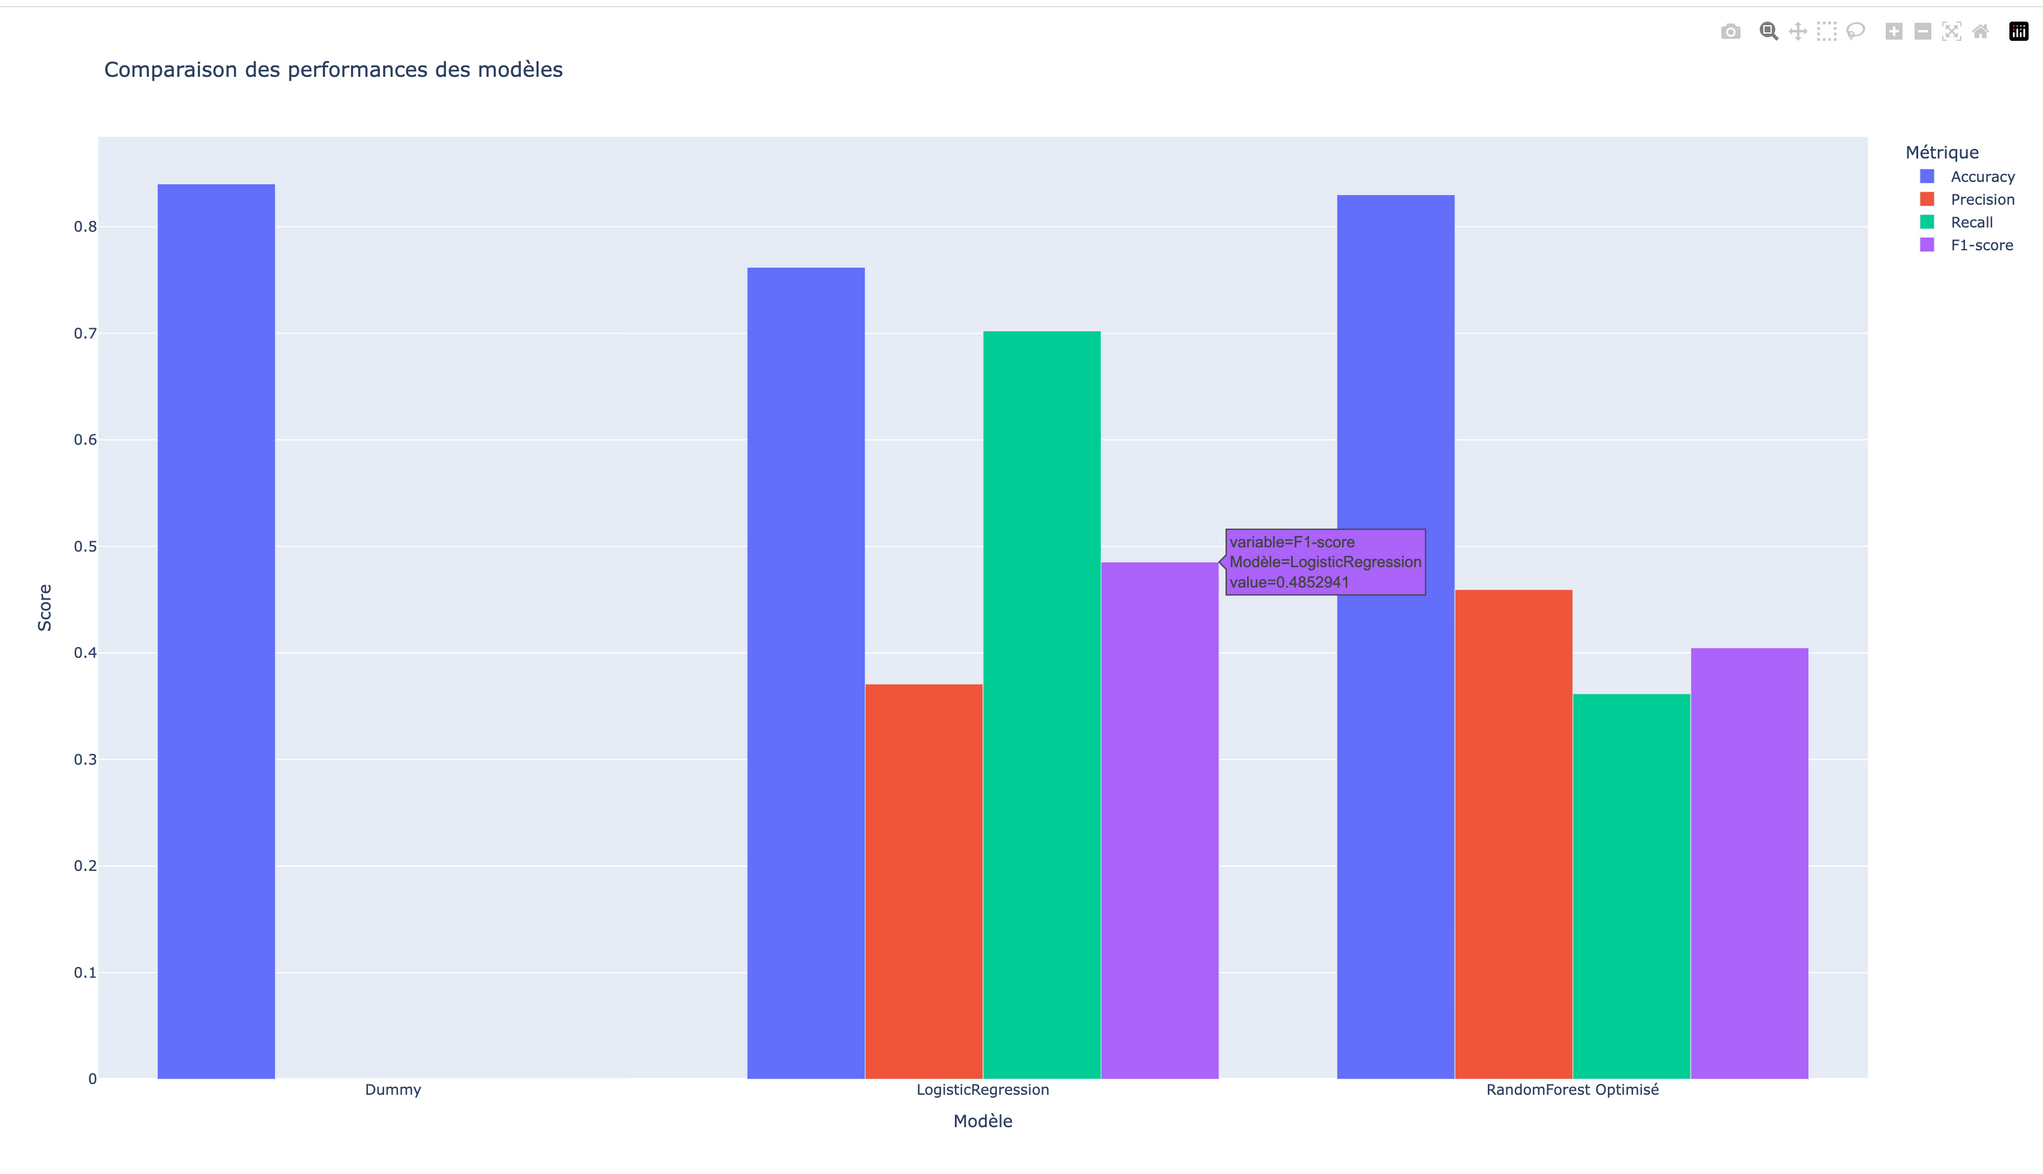 Comparaison des performances des modèles
Métrique
Accuracy
Precision
Recall
F1-score
Score
0.8
0.7
0.6
0.5
0.4
0.3
0.2
0.1
0
variable=F1-score
Modèle=LogisticRegression
value=0.4852941
Dummy
LogisticRegression
RandomForest Optimisé
Modèle